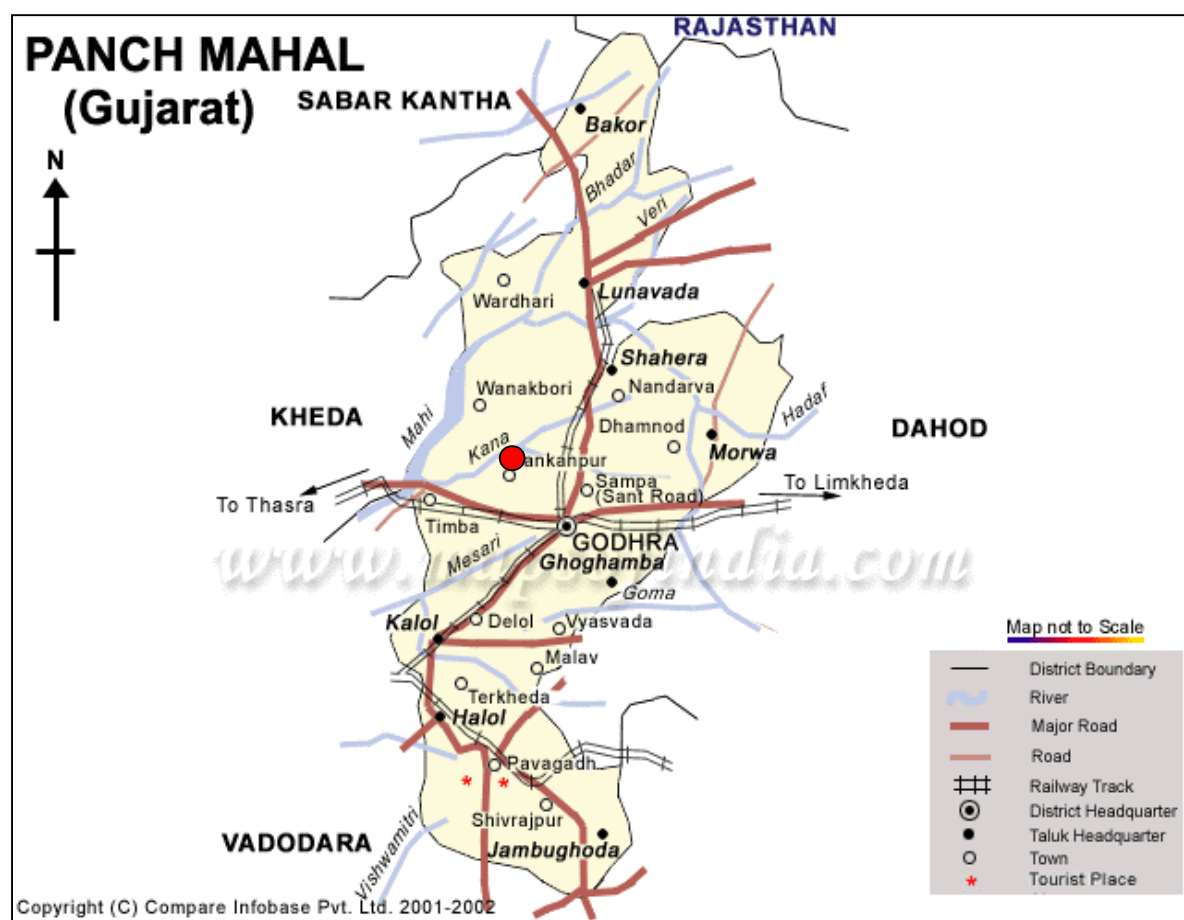 RAJASTHAN
PANCH MAHAL
(Gujarat)
SABAR KANTHA
N
Bakor
Bhadar
Veri
Wardhari
Lunavada
Shahera
Wanakbori
Nandarva
KHEDA
Mahi
Kana
Dhamnod
Hadaf
DAHOD
Morwa
ankanpur
To Limkheda
To Thasra
Sampa
(Sant Road)
Timba
GODHRA
Mesari
Ghoghamba
Goma
Kalol
Delol
Vyasvada
Malav
Terkheda
Halol
Pavagadh
Shivrajpur
VADODARA
Vishwamitri
Jambughoda
Map not to Scale
District Boundary
River
Major Road
Road
Railway Track
District Headquarter
Taluk Headquarter
Town
Tourist Place
Copyright (C) Compare Infobase Pvt. Ltd. 2001-2002